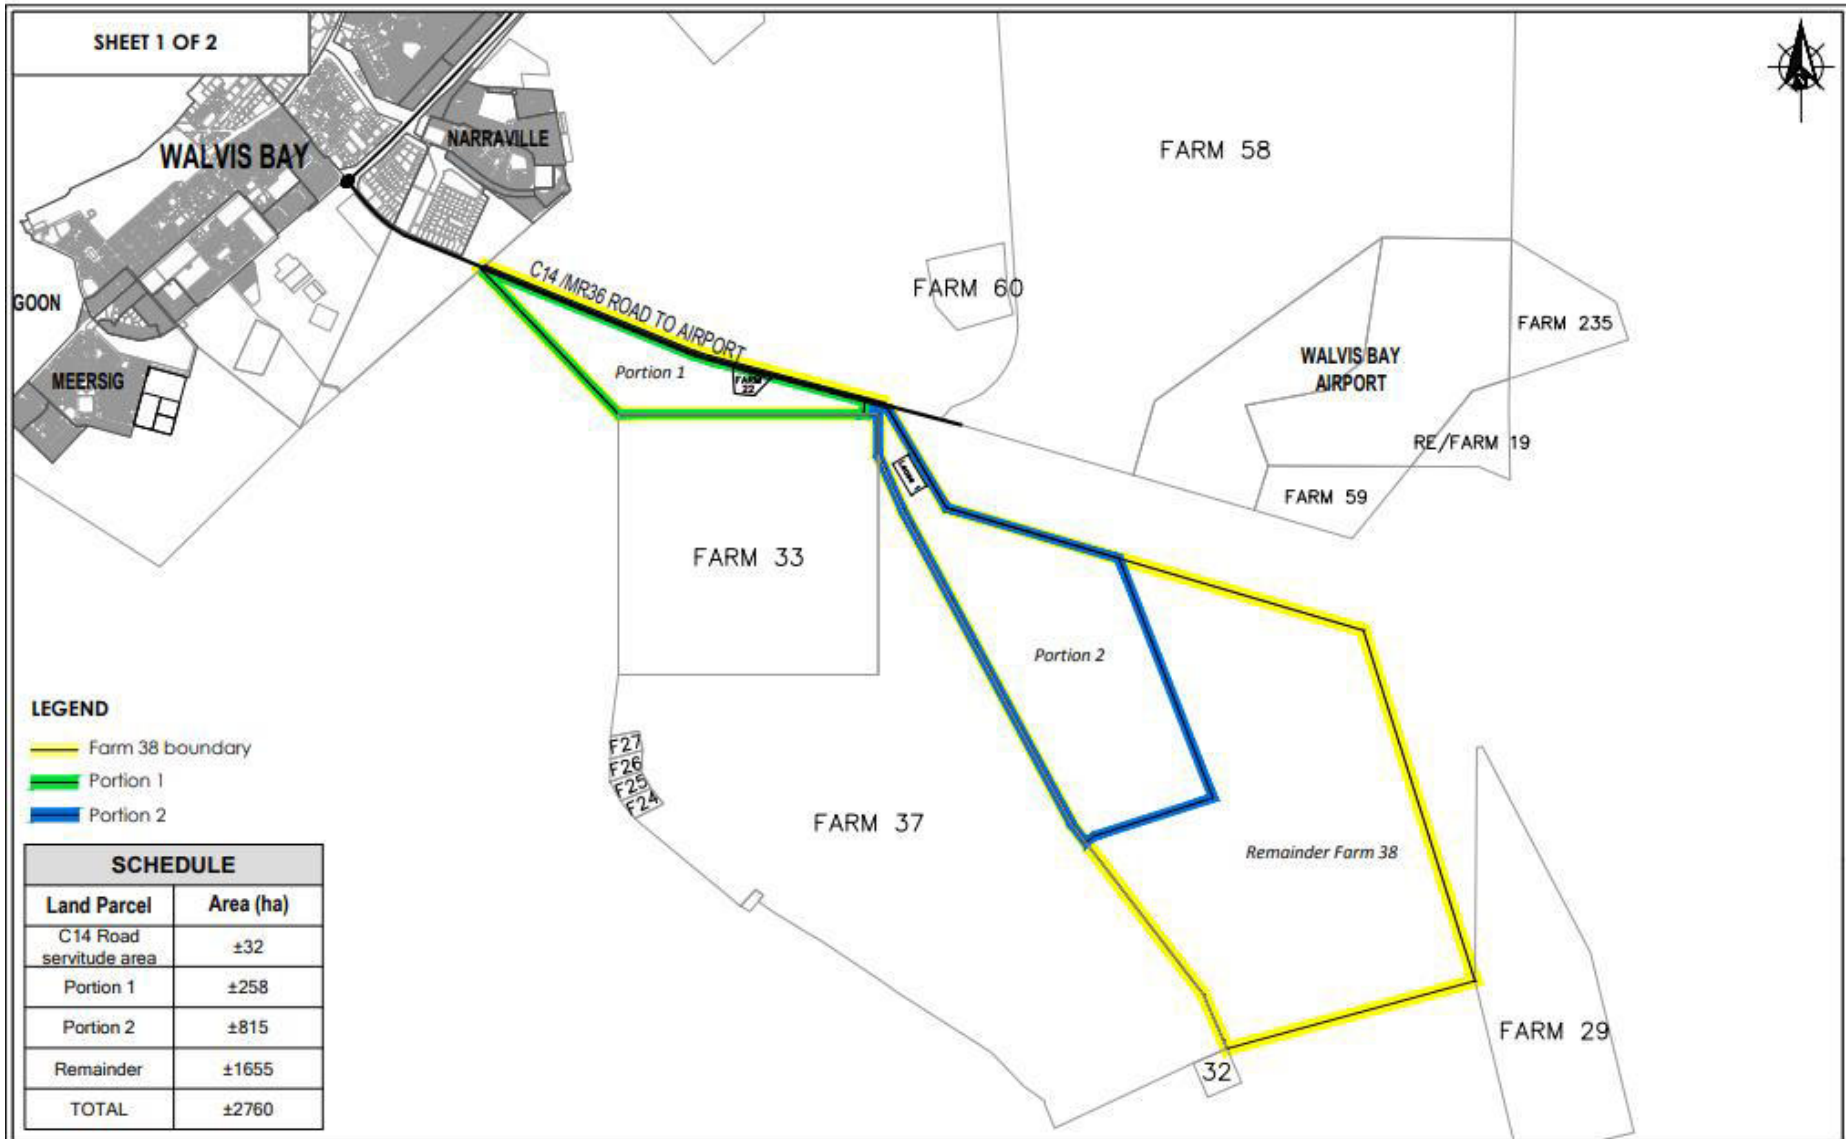 SHEET 1 OF 2
WALVIS BAY
NARRAVILLE
GOON
MEERSIG
C14 /MR36 ROAD TO AIRPORT
Portion 1
FARM
22
FARM 58
FARM 60
FARM 235
WALVIS BAY
AIRPORT
RE/FARM 19
FARM 59
FARM 33
Portion 2
F27
F26
F25
F24
FARM 37
Remainder Farm 38
FARM 29
32
LEGEND
Farm 38 boundary
Portion 1
Portion 2
SCHEDULE
Land Parcel Area (ha)
C14 Road
servitude area ±32
Portion 1 ±258
Portion 2 ±815
Remainder ±1655
TOTAL ±2760